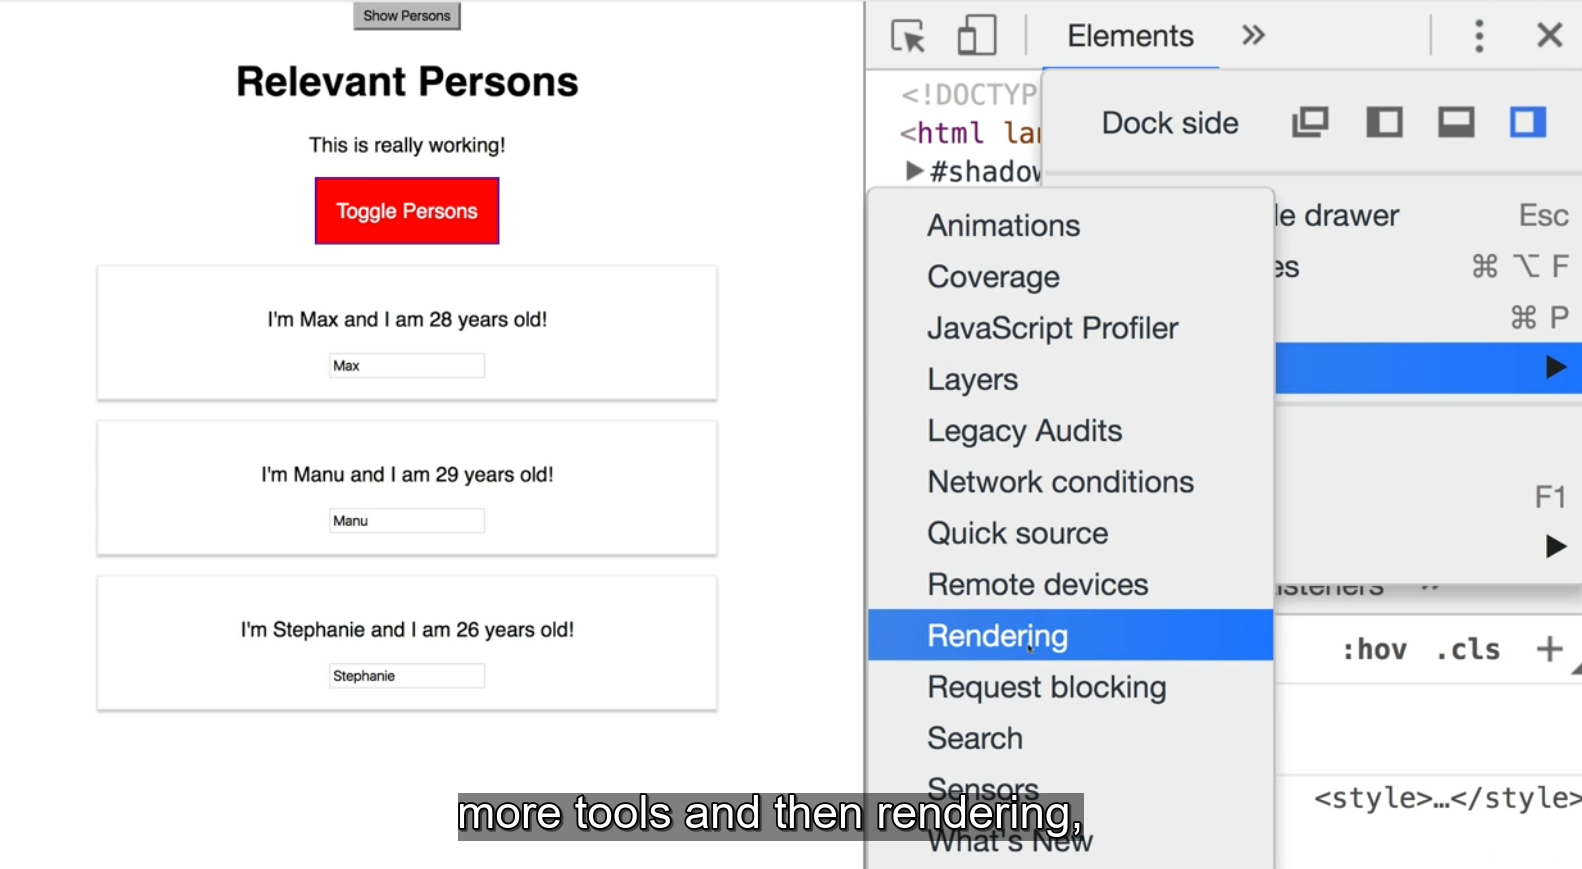 Show Persons
Relevant Persons
This is really working!
Toggle Persons
I'm Max and I am 28 years old!
Max
I'm Manu and I am 29 years old!
Manu
I'm Stephanie and I am 26 years old!
Stephanie
Elements
<!DOCTYP
<html lan
#shadow
Dock side
le drawer Esc
es ⌘ ⌥ F
⌘ P
F1
Animations
Coverage
JavaScript Profiler
Layers
Legacy Audits
Network conditions
Quick source
Remote devices
Rendering
Request blocking
Search
Sensors
What's New
:hov .cls +
<style>…</style>
more tools and then rendering,